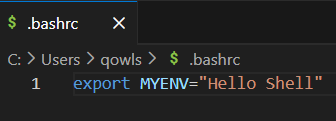 $ .bashrc ×
C: > Users > qowls > $ .bashrc
1 export MYENV="Hello Shell"